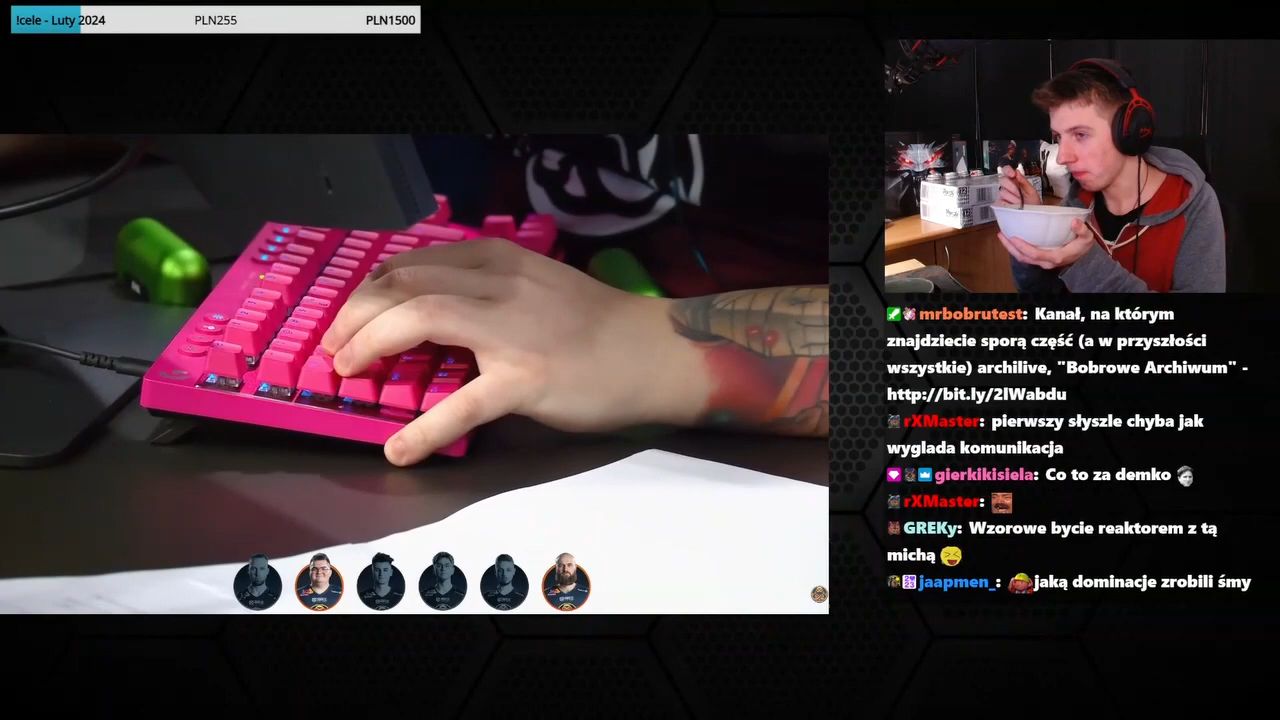 !cele - Luty 2024 PLN255 PLN1500
mrbobrutest: Kanał, na którym
znajdziecie sporą część (a w przyszłości
wszystkie) archilive, "Bobrowe Archiwum" -
http://bit.ly/2lWabdu
rXMaster: pierwszy słyszle chyba jak
wyglada komunikacja
gierkikisiela: Co to za demko
rXMaster:
GREKy: Wzorowe bycie reaktorem z tą
michą
jaapmen_: jaką dominacje zrobili śmy